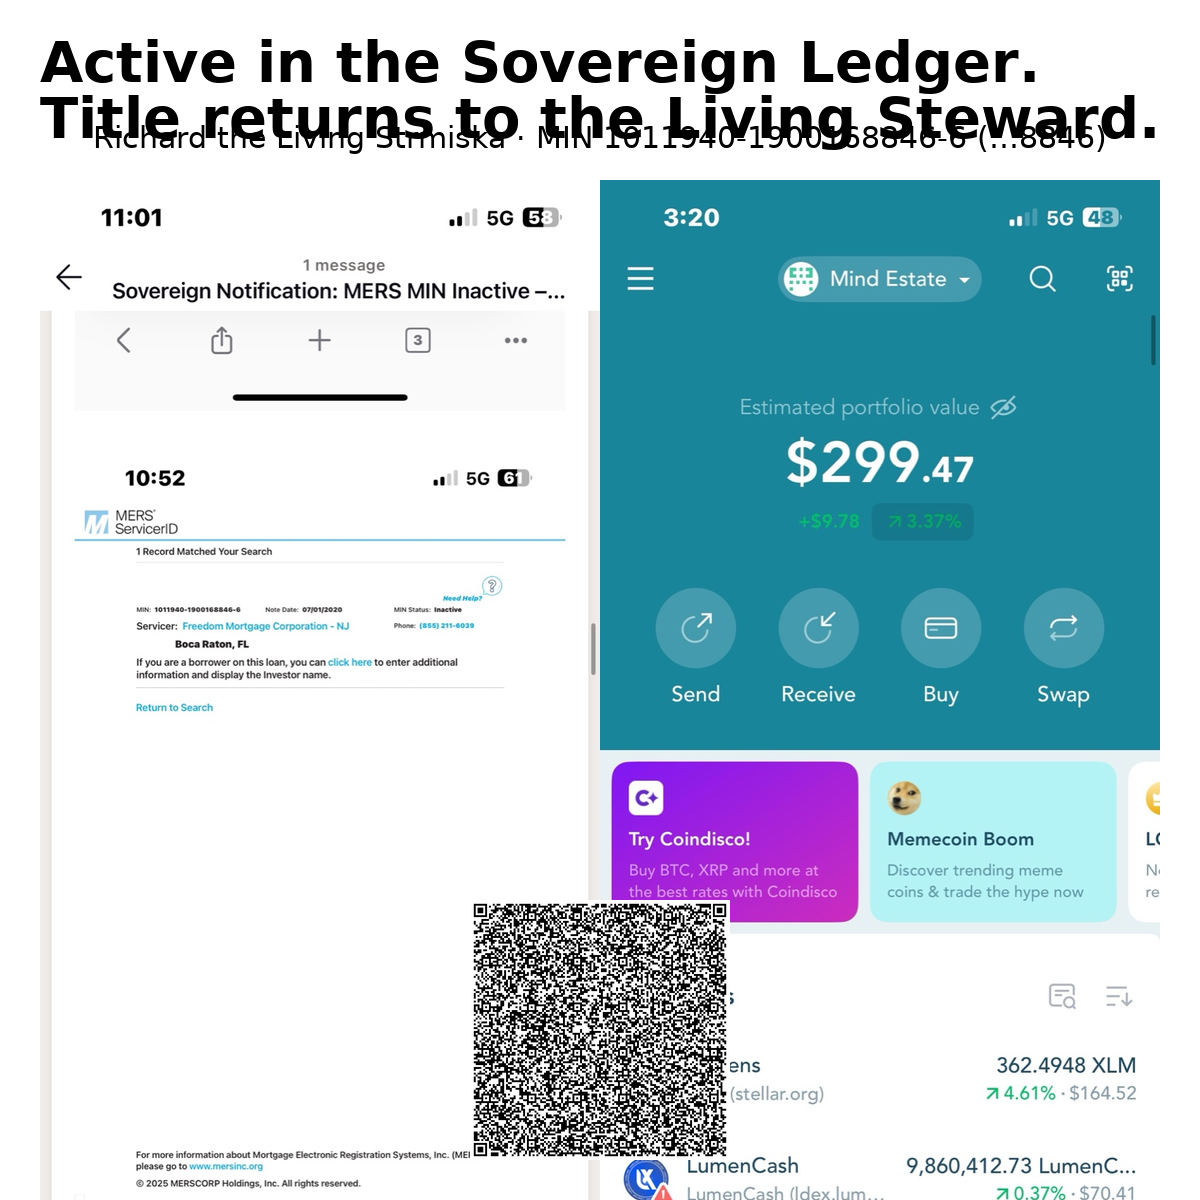 Active in the Sovereign Ledger.
Title returns to the Living Steward.
Richard the Living Strmiska · MIN 1011940-1900168846-6 (…8846)
11:01
5G 58
1 message
Sovereign Notification: MERS MIN Inactive –...
3
10:52
5G 61
MERS®
ServicerID
1 Record Matched Your Search
Need Help?
?
MIN: 1011940-1900168846-6 Note Date: 07/01/2020 MIN Status: Inactive
Servicer: Freedom Mortgage Corporation - NJ Phone: (855) 211-6039
Boca Raton, FL
If you are a borrower on this loan, you can click here to enter additional
information and display the Investor name.
Return to Search
For more information about Mortgage Electronic Registration Systems, Inc. (MER
please go to www.mersinc.org
© 2025 MERSCORP Holdings, Inc. All rights reserved.
3:20
5G 48
Mind Estate
Estimated portfolio value
$299.47
+$9.78 3.37%
Send Receive Buy Swap
Try Coindisco!
Buy BTC, XRP and more at
the best rates with Coindisco
Memecoin Boom
Discover trending meme
coins & trade the hype now
362.4948 XLM
(stellar.org) 4.61% · $164.52
LumenCash 9,860,412.73 LumenC...
LumenCash (ldex.lum... 0.37% · $70.41